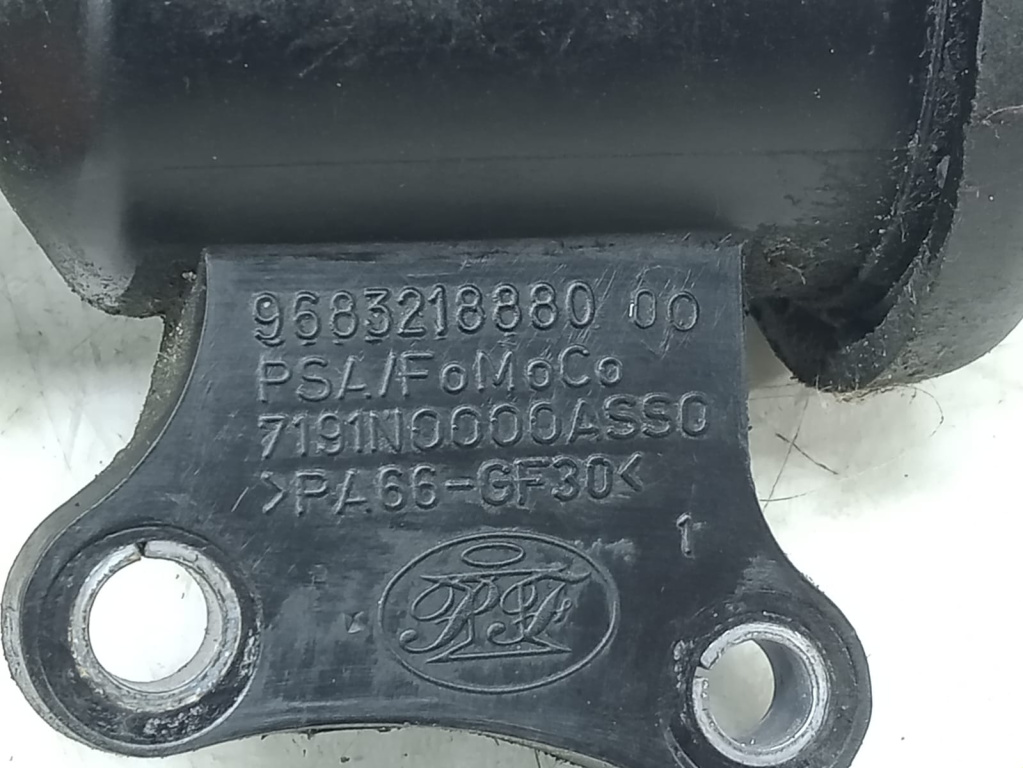 9683218880 00
PSA/FoMoCo
7191N0000ASS0
>PA66-GF30<
1